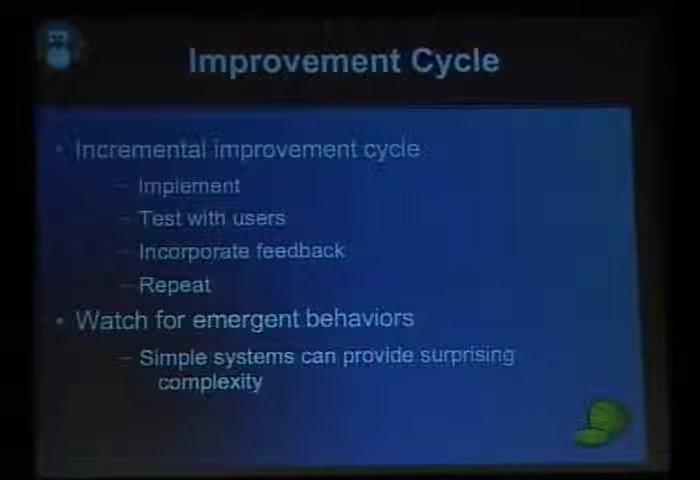 Improvement Cycle
• Incremental improvement cycle
– Implement
– Test with users
– Incorporate feedback
– Repeat
• Watch for emergent behaviors
– Simple systems can provide surprising
complexity